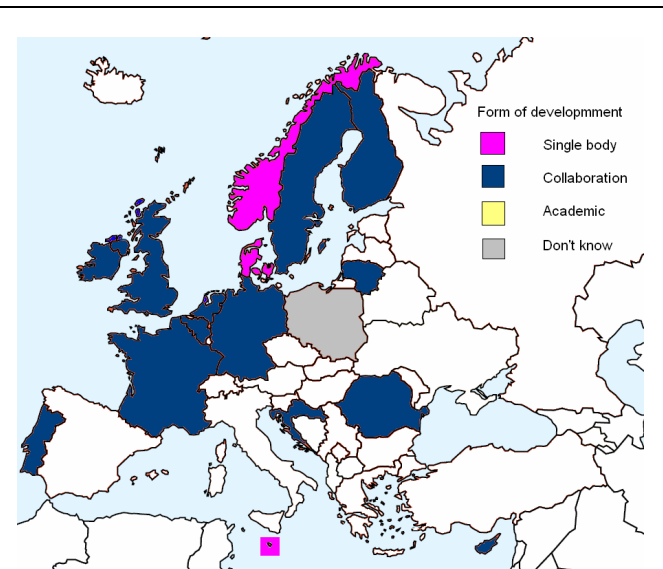 Form of developmment
Single body
Collaboration
Academic
Don't know